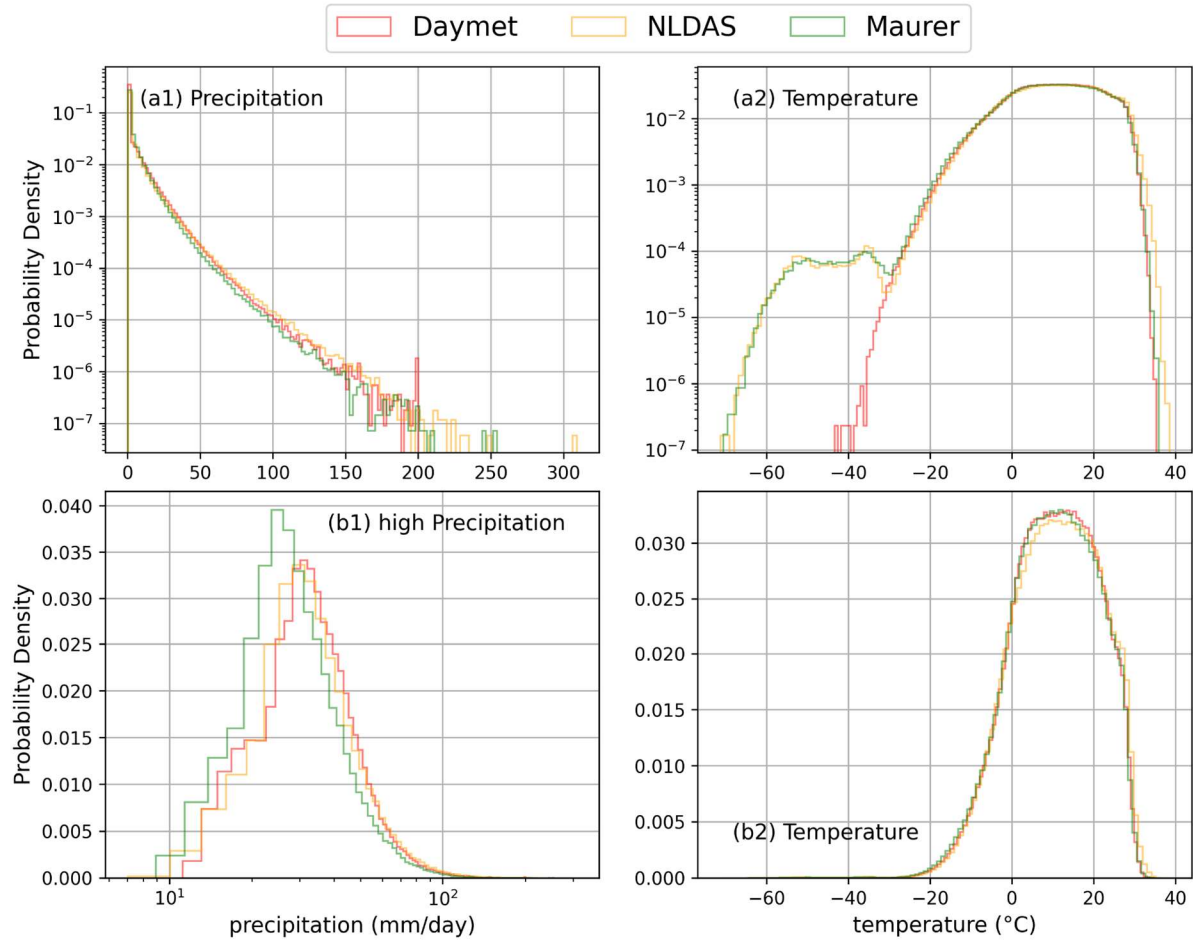 Daymet NLDAS Maurer
(a1) Precipitation
(a2) Temperature
Probability Density
10⁻¹
10⁻²
10⁻³
10⁻⁴
10⁻⁵
10⁻⁶
10⁻⁷
0 50 100 150 200 250 300
10⁻²
10⁻³
10⁻⁴
10⁻⁵
10⁻⁶
10⁻⁷
−60 −40 −20 0 20 40
(b1) high Precipitation
Probability Density
0.040
0.035
0.030
0.025
0.020
0.015
0.010
0.005
0.000
10¹ 10²
precipitation (mm/day)
(b2) Temperature
0.030
0.025
0.020
0.015
0.010
0.005
0.000
−60 −40 −20 0 20 40
temperature (°C)